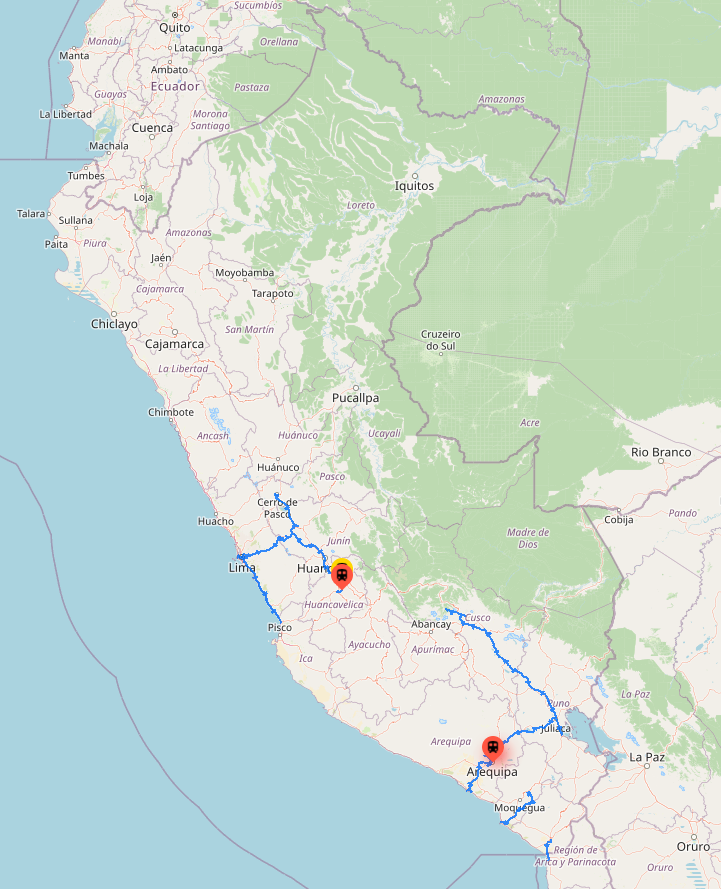 Sucumbíos
Quito
Manabí
Orellana
Latacunga
Manta
Ambato
Ecuador
Pastaza
Guayas
Amazonas
La Libertad
Morona
Santiago
Cuenca
Machala
Tumbes
Iquitos
Loja
Loreto
Talara
Sullana
Amazonas
Paita
Piura
Jaén
Moyobamba
Cajamarca
Tarapoto
Chiclayo
San Martín
Cajamarca
Cruzeiro
do Sul
La Libertad
Pucallpa
Chimbote
Acre
Ancash
Huánuco
Ucayali
Rio Branco
Huánuco
Pasco
Cerro de
Pasco
Pando
Huacho
Cobija
Madre de
Dios
Junín
Lima
Huan
Huancavelica
Cusco
Pisco
Abancay
Ayacucho
Apurímac
Ica
La Paz
Puno
Juliaca
Arequipa
La Paz
Arequipa
Moquegua
Oruro
Región de
Arica y Parinacota
Oruro